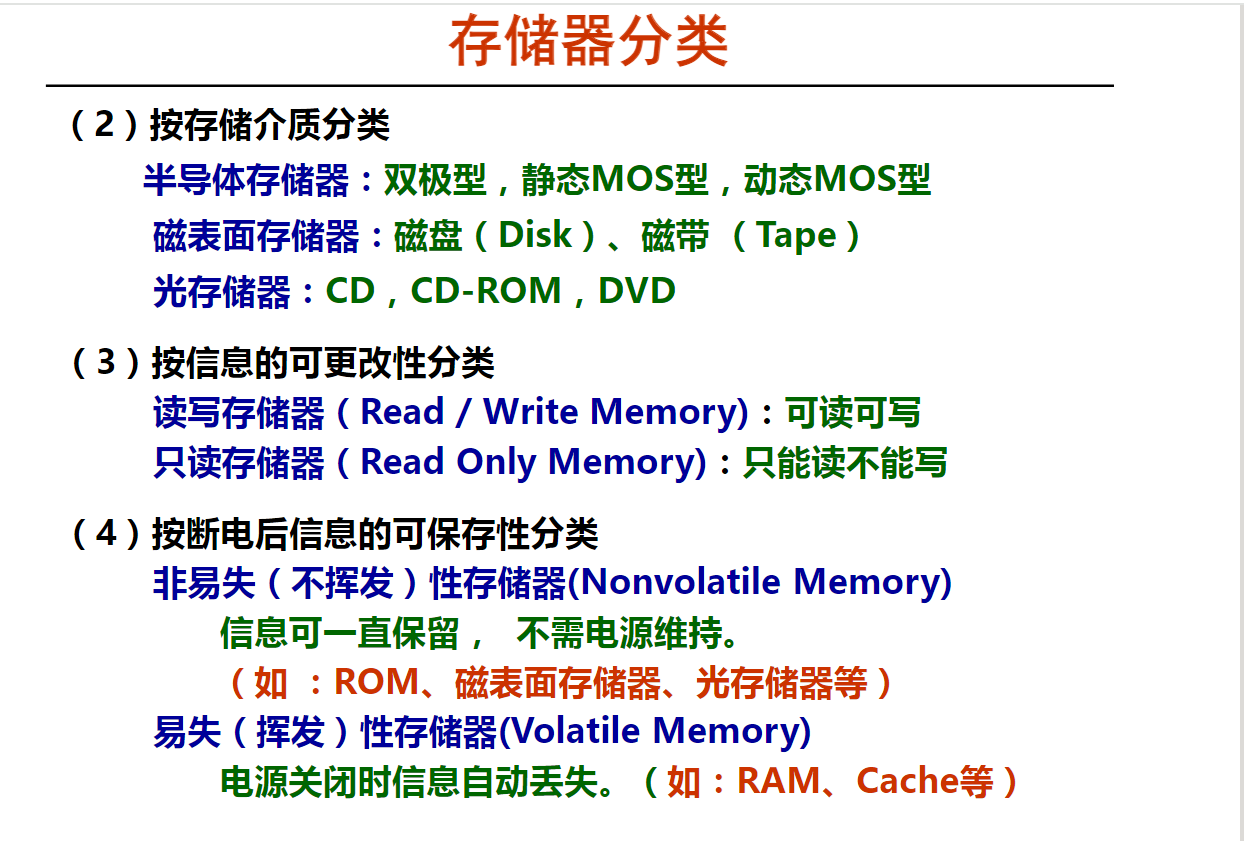 存储器分类
（2）按存储介质分类
半导体存储器：双极型，静态MOS型，动态MOS型
磁表面存储器：磁盘（Disk）、磁带 （Tape）
光存储器：CD，CD-ROM，DVD
（3）按信息的可更改性分类
读写存储器（Read / Write Memory)：可读可写
只读存储器（Read Only Memory)：只能读不能写
（4）按断电后信息的可保存性分类
非易失（不挥发）性存储器(Nonvolatile Memory)
信息可一直保留， 不需电源维持。
（如 ：ROM、磁表面存储器、光存储器等）
易失（挥发）性存储器(Volatile Memory)
电源关闭时信息自动丢失。（如：RAM、Cache等）